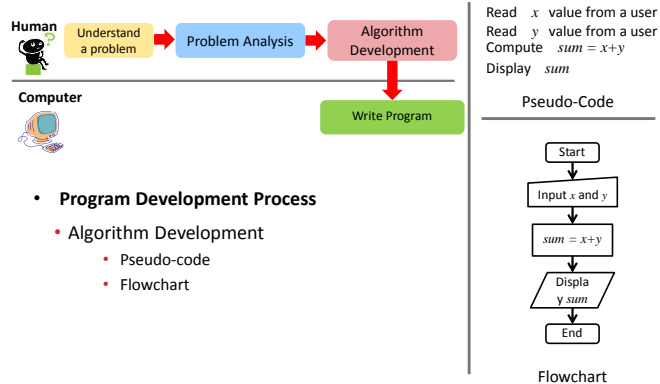 Human
Understand
a problem
Problem Analysis
Algorithm
Development
Computer
Write Program
• Program Development Process
• Algorithm Development
• Pseudo-code
• Flowchart
Read x value from a user
Read y value from a user
Compute sum = x+y
Display sum
Pseudo-Code
Start
Input x and y
sum = x+y
Displa
y sum
End
Flowchart